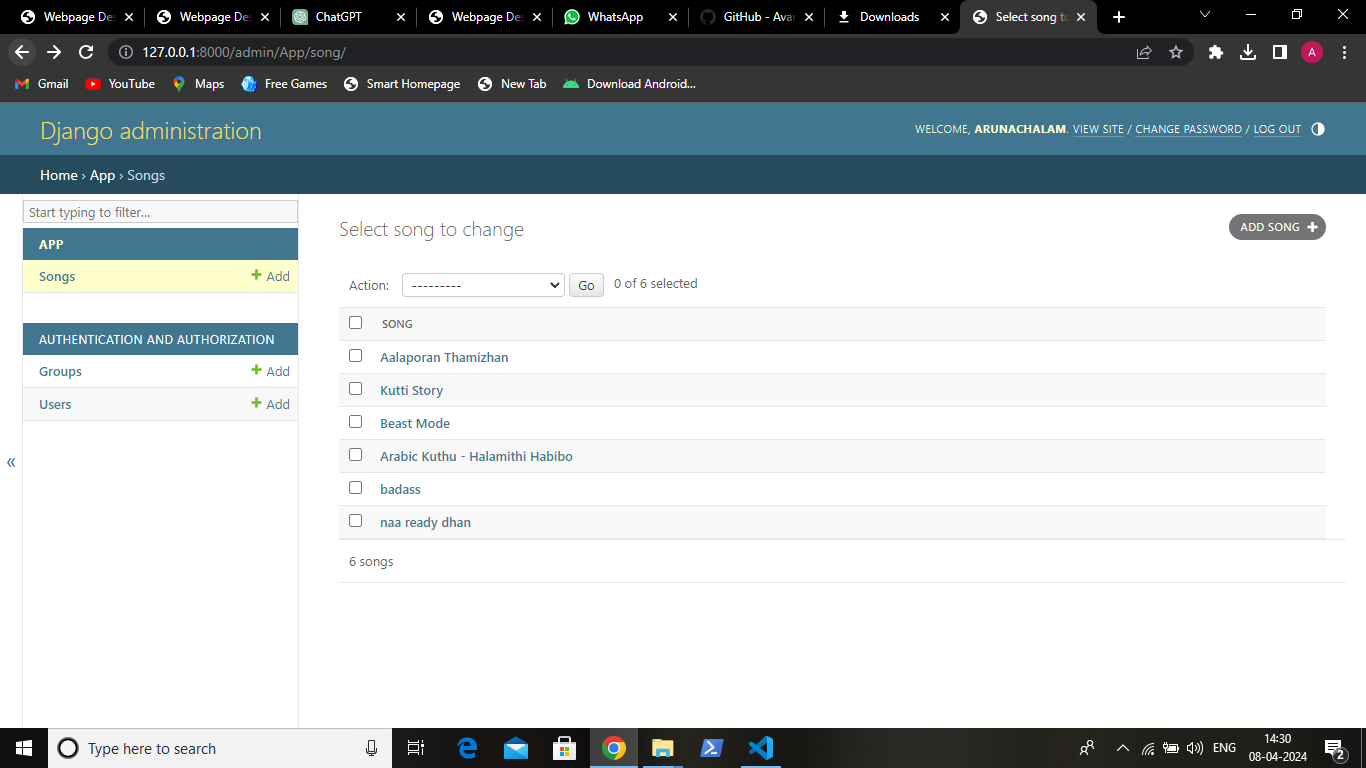 Webpage Des
Webpage Des
ChatGPT
Webpage Des
WhatsApp
GitHub - Avan
Downloads
Select song to
127.0.0.1:8000/admin/App/song/
A
Gmail
YouTube
Maps
Free Games
Smart Homepage
New Tab
Download Android...
Django administration
WELCOME, ARUNACHALAM. VIEW SITE / CHANGE PASSWORD / LOG OUT
Home › App › Songs
Start typing to filter...
APP
Songs
+ Add
AUTHENTICATION AND AUTHORIZATION
Groups
+ Add
Users
+ Add
«
Select song to change
ADD SONG +
Action:
---------
Go
0 of 6 selected
SONG
Aalaporan Thamizhan
Kutti Story
Beast Mode
Arabic Kuthu - Halamithi Habibo
badass
naa ready dhan
6 songs
Type here to search
ENG
14:30
08-04-2024
2